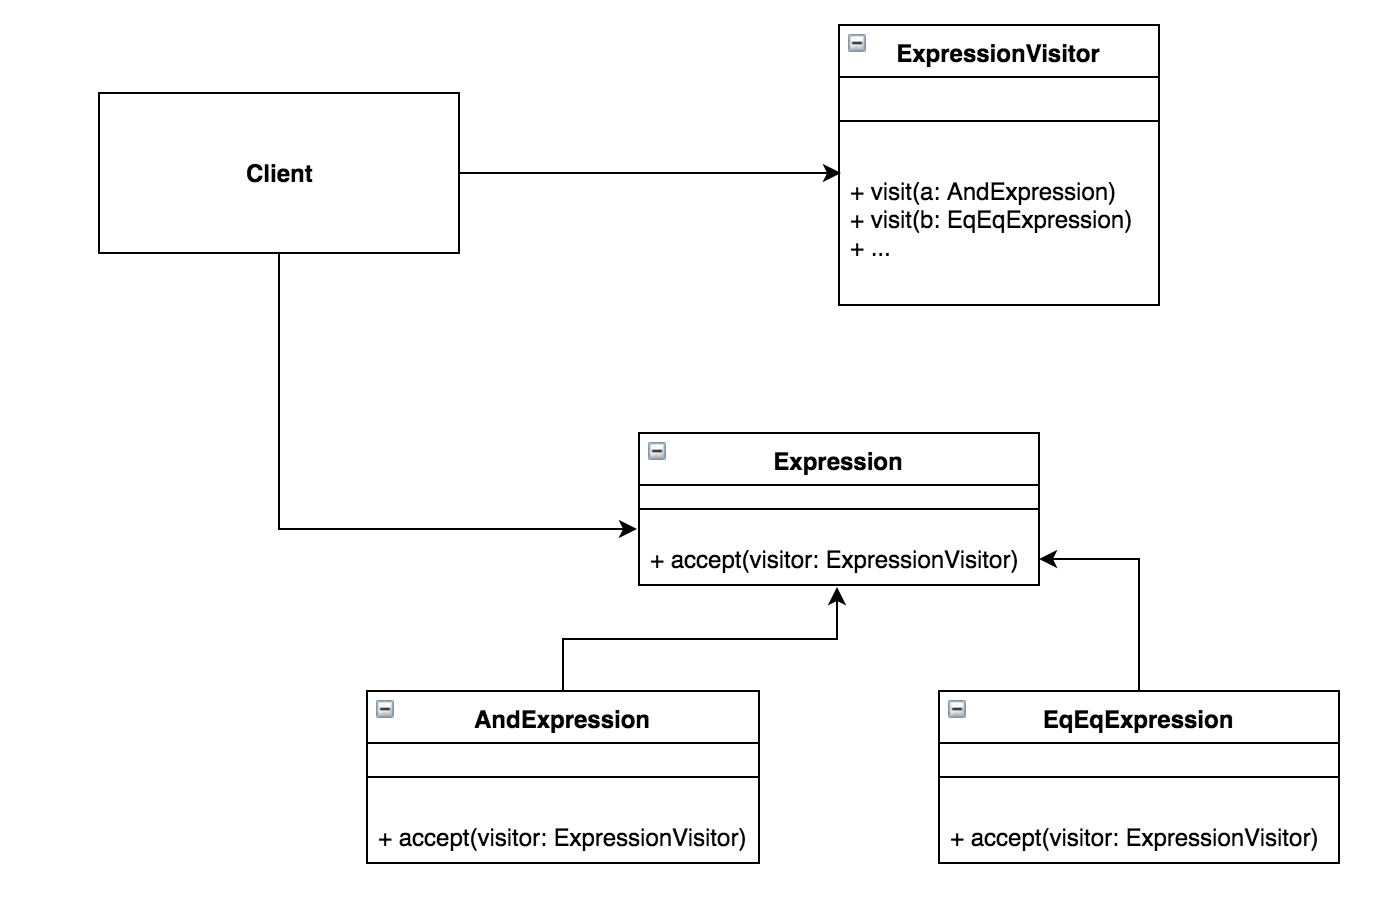 ExpressionVisitor
Client
+ visit(a: AndExpression)
+ visit(b: EqEqExpression)
+ ...
Expression
+ accept(visitor: ExpressionVisitor)
AndExpression
+ accept(visitor: ExpressionVisitor)
EqEqExpression
+ accept(visitor: ExpressionVisitor)